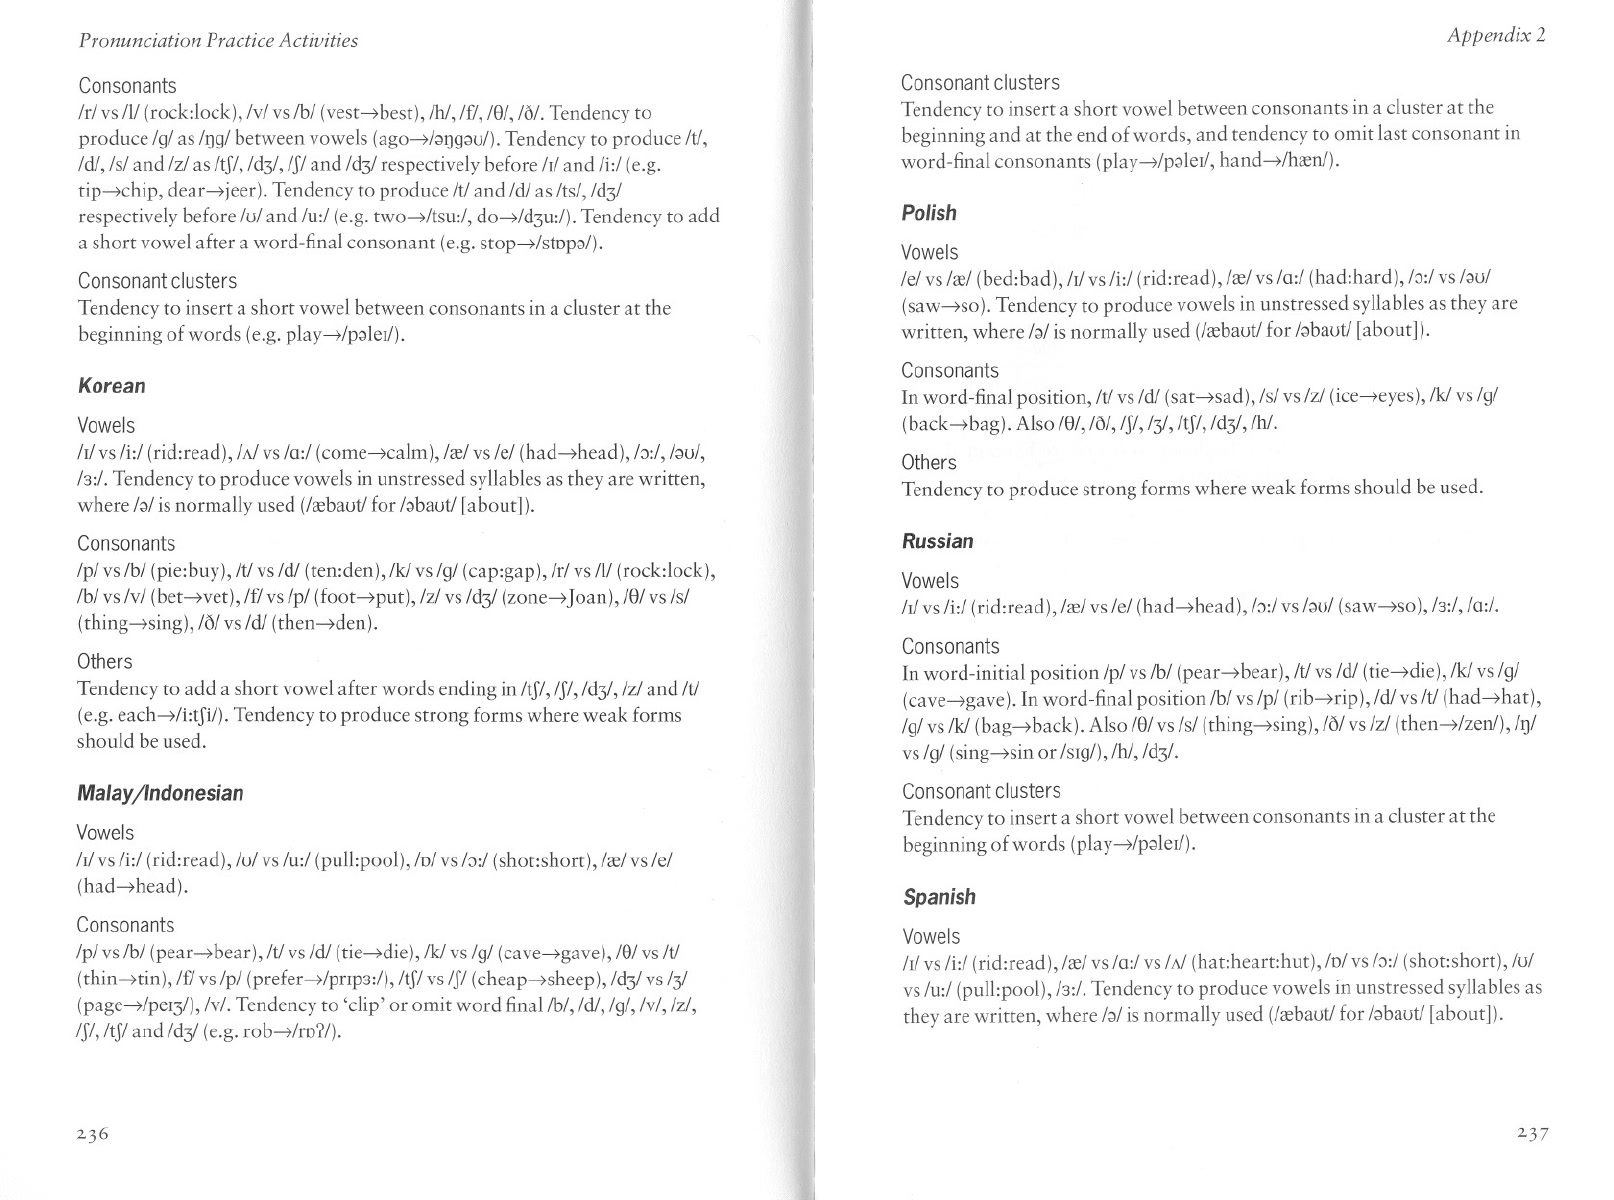 Pronunciation Practice Activities
Consonants
/r/ vs /l/ (rock:lock), /v/ vs /b/ (vest→best), /h/, /f/, /θ/, /ð/. Tendency to
produce /g/ as /ŋg/ between vowels (ago→/əŋgəʊ/). Tendency to produce /t/,
/d/, /s/ and /z/ as /tʃ/, /dʒ/, /ʃ/ and /dʒ/ respectively before /ɪ/ and /iː/ (e.g.
tip→chip, dear→jeer). Tendency to produce /t/ and /d/ as /ts/, /dʒ/
respectively before /ʊ/ and /uː/ (e.g. two→/tsuː/, do→/dʒuː/). Tendency to add
a short vowel after a word-final consonant (e.g. stop→/stɒpə/).
Consonant clusters
Tendency to insert a short vowel between consonants in a cluster at the
beginning of words (e.g. play→/pəleɪ/).
Korean
Vowels
/ɪ/ vs /iː/ (rid:read), /ʌ/ vs /ɑː/ (come→calm), /æ/ vs /e/ (had→head), /ɔː/, /əʊ/,
/ɜː/. Tendency to produce vowels in unstressed syllables as they are written,
where /ə/ is normally used (/æbaʊt/ for /əbaʊt/ [about]).
Consonants
/p/ vs /b/ (pie:buy), /t/ vs /d/ (ten:den), /k/ vs /g/ (cap:gap), /r/ vs /l/ (rock:lock),
/b/ vs /v/ (bet→vet), /f/ vs /p/ (foot→put), /z/ vs /dʒ/ (zone→Joan), /θ/ vs /s/
(thing→sing), /ð/ vs /d/ (then→den).
Others
Tendency to add a short vowel after words ending in /tʃ/, /ʃ/, /dʒ/, /z/ and /t/
(e.g. each→/iːtʃi/). Tendency to produce strong forms where weak forms
should be used.
Malay/Indonesian
Vowels
/ɪ/ vs /iː/ (rid:read), /ʊ/ vs /uː/ (pull:pool), /ɒ/ vs /ɔː/ (shot:short), /æ/ vs /e/
(had→head).
Consonants
/p/ vs /b/ (pear→bear), /t/ vs /d/ (tie→die), /k/ vs /g/ (cave→gave), /θ/ vs /t/
(thin→tin), /f/ vs /p/ (prefer→/prɪpɜː/), /tʃ/ vs /ʃ/ (cheap→sheep), /dʒ/ vs /ʒ/
(page→/peɪʒ/), /v/. Tendency to ‘clip’ or omit word final /b/, /d/, /g/, /v/, /z/,
/ʃ/, /tʃ/ and /dʒ/ (e.g. rob→/rɒʔ/).
236
Appendix 2
Consonant clusters
Tendency to insert a short vowel between consonants in a cluster at the
beginning and at the end of words, and tendency to omit last consonant in
word-final consonants (play→/pəleɪ/, hand→/hæn/).
Polish
Vowels
/e/ vs /æ/ (bed:bad), /ɪ/ vs /iː/ (rid:read), /æ/ vs /ɑː/ (had:hard), /ɔː/ vs /əʊ/
(saw→so). Tendency to produce vowels in unstressed syllables as they are
written, where /ə/ is normally used (/æbaʊt/ for /əbaʊt/ [about]).
Consonants
In word-final position, /t/ vs /d/ (sat→sad), /s/ vs /z/ (ice→eyes), /k/ vs /g/
(back→bag). Also /θ/, /ð/, /ʃ/, /ʒ/, /tʃ/, /dʒ/, /h/.
Others
Tendency to produce strong forms where weak forms should be used.
Russian
Vowels
/ɪ/ vs /iː/ (rid:read), /æ/ vs /e/ (had→head), /ɔː/ vs /əʊ/ (saw→so), /ɜː/, /ɑː/.
Consonants
In word-initial position /p/ vs /b/ (pear→bear), /t/ vs /d/ (tie→die), /k/ vs /g/
(cave→gave). In word-final position /b/ vs /p/ (rib→rip), /d/ vs /t/ (had→hat),
/g/ vs /k/ (bag→back). Also /θ/ vs /s/ (thing→sing), /ð/ vs /z/ (then→/zen/), /ŋ/
vs /g/ (sing→sin or /sɪg/), /h/, /dʒ/.
Consonant clusters
Tendency to insert a short vowel between consonants in a cluster at the
beginning of words (play→/pəleɪ/).
Spanish
Vowels
/ɪ/ vs /iː/ (rid:read), /æ/ vs /ɑː/ vs /ʌ/ (hat:heart:hut), /ɒ/ vs /ɔː/ (shot:short), /ʊ/
vs /uː/ (pull:pool), /ɜː/. Tendency to produce vowels in unstressed syllables as
they are written, where /ə/ is normally used (/æbaʊt/ for /əbaʊt/ [about]).
237